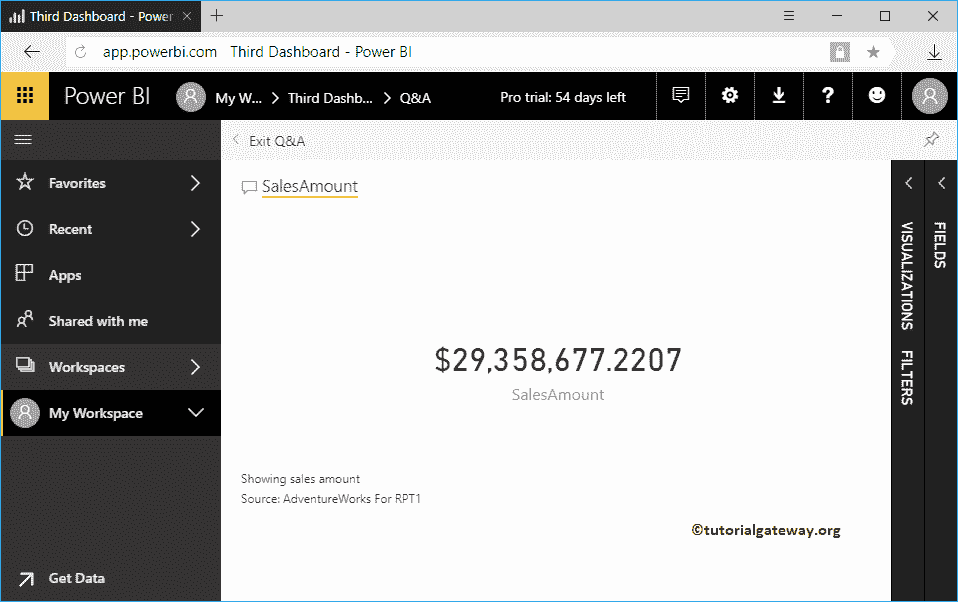 Third Dashboard - Power
app.powerbi.com Third Dashboard - Power BI
Power BI My W... Third Dashb... Q&A Pro trial: 54 days left ?
Exit Q&A
Favorites
Recent
Apps
Shared with me
Workspaces
My Workspace
Get Data
SalesAmount
$29,358,677.2207
SalesAmount
Showing sales amount
Source: AdventureWorks For RPT1
©tutorialgateway.org
VISUALIZATIONS
FILTERS
FIELDS